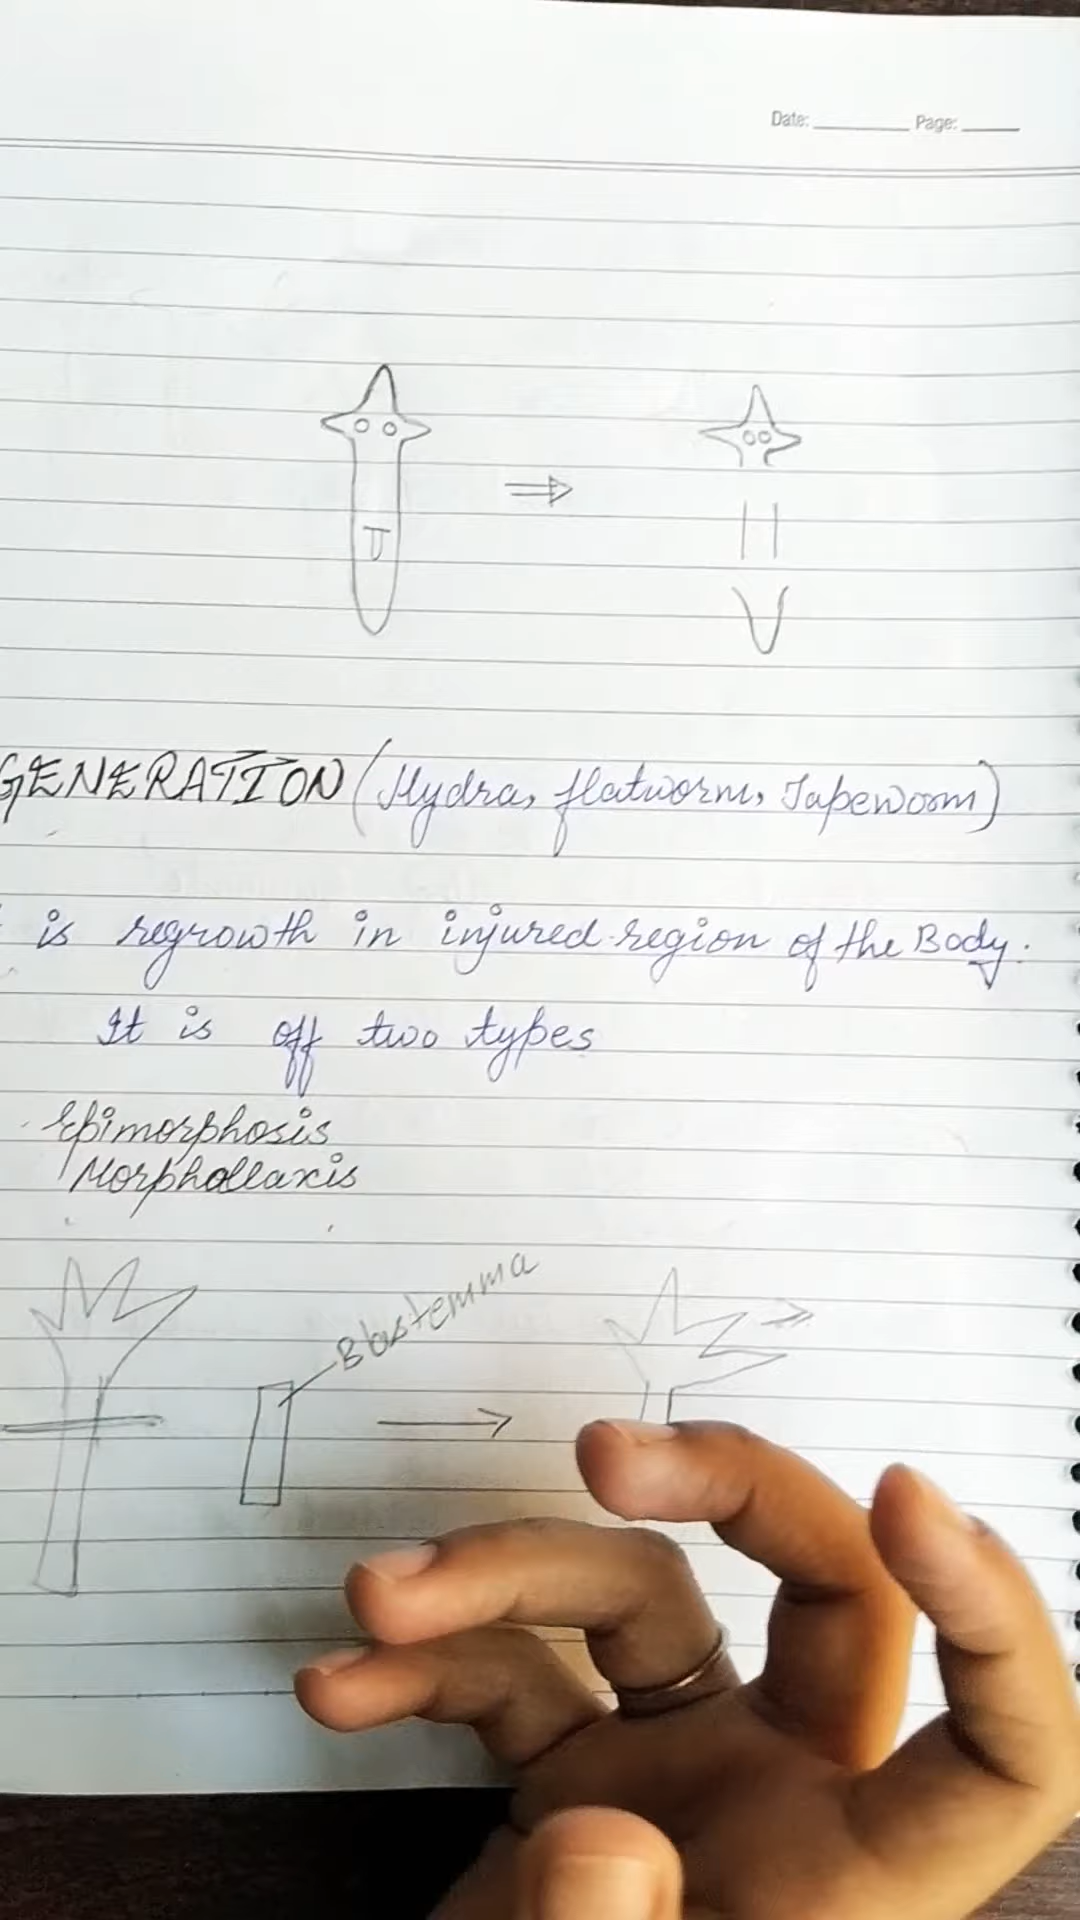 Date: Page:
GENERATION (Hydra, flatworm, Tapeworm)
is regrowth in injured region of the Body.
It is off two types
Epimorphosis
Morphollaxis
Blastemma